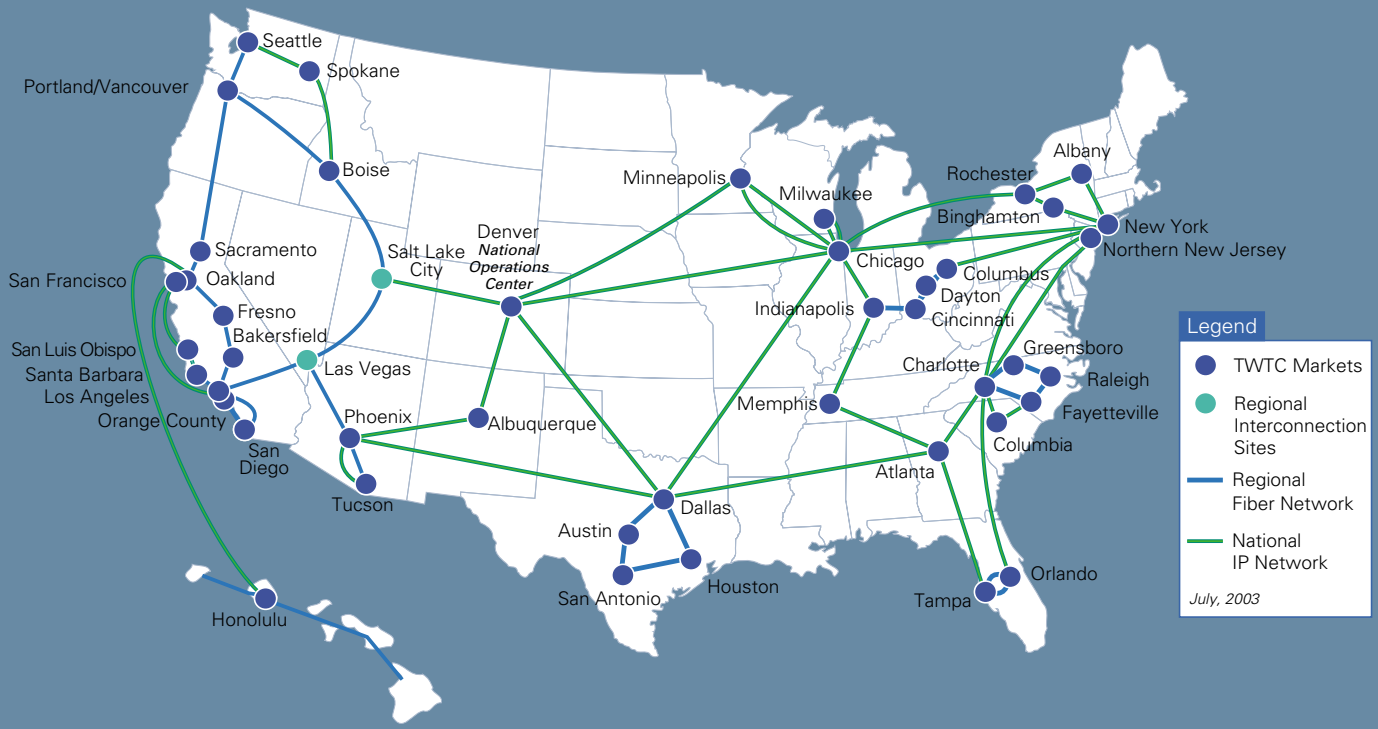 Seattle
Spokane
Portland/Vancouver
Boise
Sacramento
San Francisco
Oakland
Fresno
Bakersfield
San Luis Obispo
Santa Barbara
Los Angeles
Orange County
San
Diego
Las Vegas
Salt Lake
City
Phoenix
Tucson
Honolulu
Denver
National
Operations
Center
Albuquerque
Minneapolis
Milwaukee
Chicago
Indianapolis
Columbus
Dayton
Cincinnati
Memphis
Dallas
Austin
San Antonio
Houston
Atlanta
Tampa
Orlando
Charlotte
Greensboro
Raleigh
Fayetteville
Columbia
Albany
Rochester
Binghamton
New York
Northern New Jersey
Legend
TWTC Markets
Regional
Interconnection
Sites
Regional
Fiber Network
National
IP Network
July, 2003